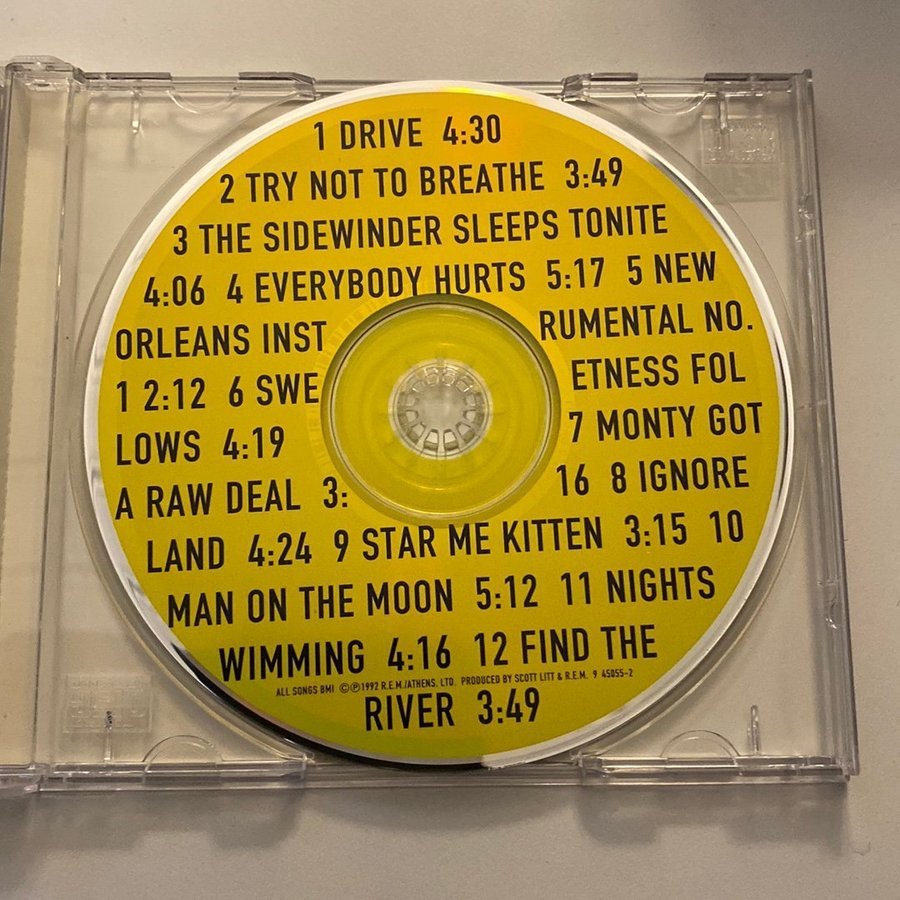 1 DRIVE 4:30
2 TRY NOT TO BREATHE 3:49
3 THE SIDEWINDER SLEEPS TONITE
4:06 4 EVERYBODY HURTS 5:17 5 NEW
ORLEANS INST RUMENTAL NO.
1 2:12 6 SWE ETNESS FOL
LOWS 4:19 7 MONTY GOT
A RAW DEAL 3: 16 8 IGNORE
LAND 4:24 9 STAR ME KITTEN 3:15 10
MAN ON THE MOON 5:12 11 NIGHTS
WIMMING 4:16 12 FIND THE
ALL SONGS BMI ©℗1992 R.E.M./ATHENS, LTD. PRODUCED BY SCOTT LITT & R.E.M. 9 45055-2
RIVER 3:49